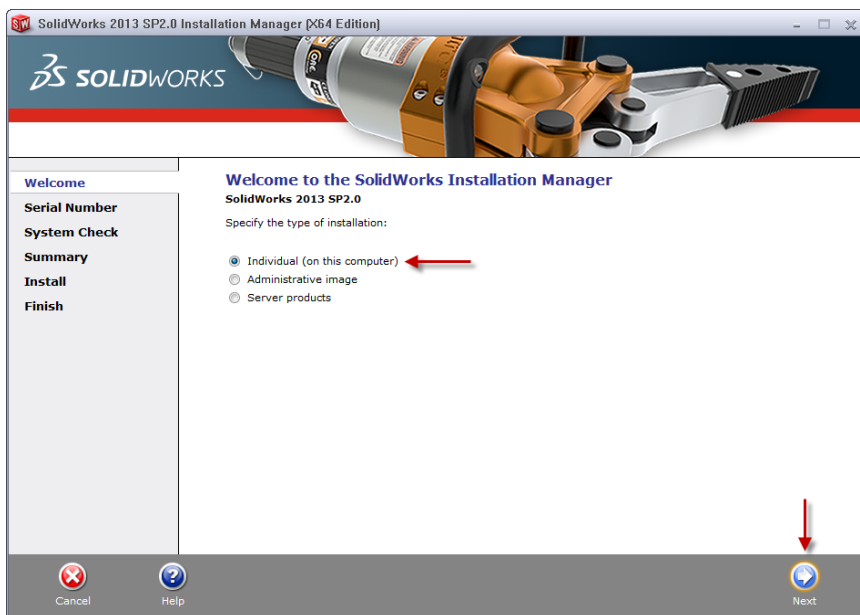 SolidWorks 2013 SP2.0 Installation Manager [X64 Edition]
SOLIDWORKS
Welcome
Serial Number
System Check
Summary
Install
Finish
Welcome to the SolidWorks Installation Manager
SolidWorks 2013 SP2.0
Specify the type of installation:
Individual (on this computer)
Administrative image
Server products
Cancel
Help
Next